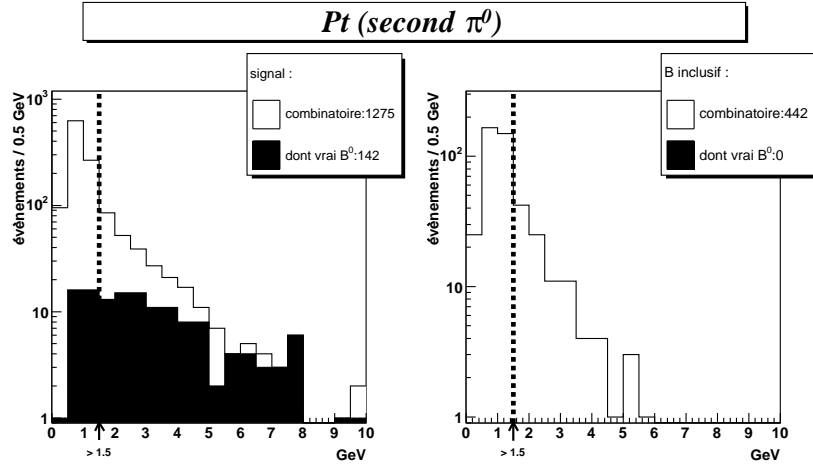 Pt (second π⁰)
signal :
combinatoire:1275
dont vrai B⁰:142
évènements / 0.5 GeV
10³
10²
10
1
0 1 2 3 4 5 6 7 8 9 10
GeV
> 1.5
B inclusif :
combinatoire:442
dont vrai B⁰:0
évènements / 0.5 GeV
10²
10
1
0 1 2 3 4 5 6 7 8 9 10
GeV
> 1.5